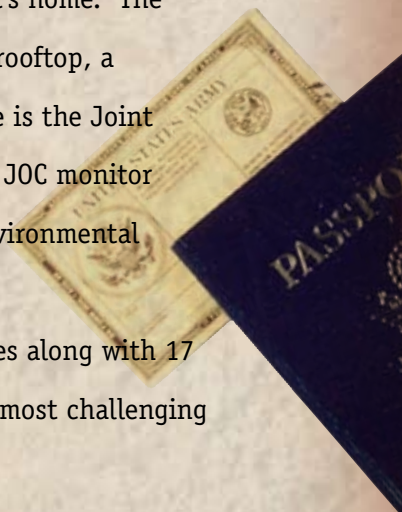 's home. The
rooftop, a
e is the Joint
JOC monitor
vironmental
UNITED STATES ARMY
PASSPO
es along with 17
most challenging